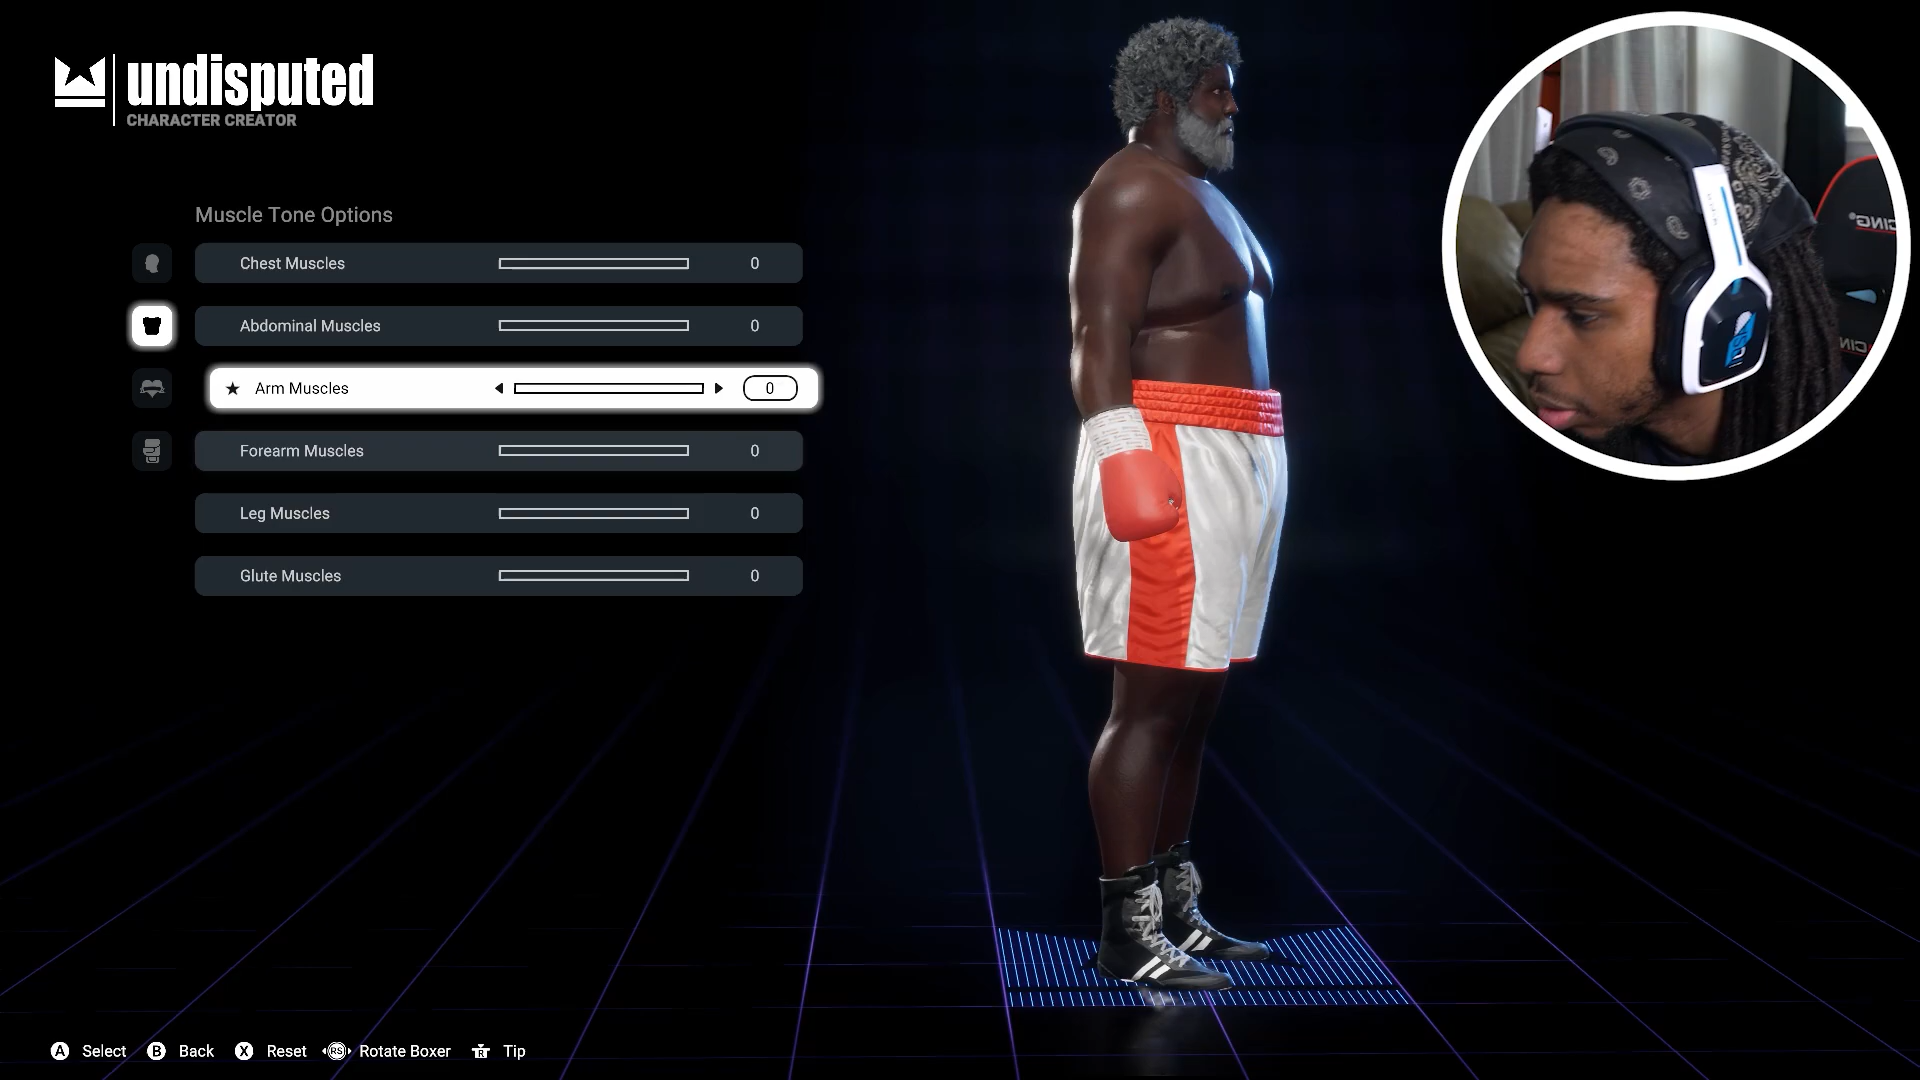 undisputed
CHARACTER CREATOR
Muscle Tone Options
Chest Muscles 0
Abdominal Muscles 0
Arm Muscles 0
Forearm Muscles 0
Leg Muscles 0
Glute Muscles 0
A Select B Back X Reset RS Rotate Boxer R Tip